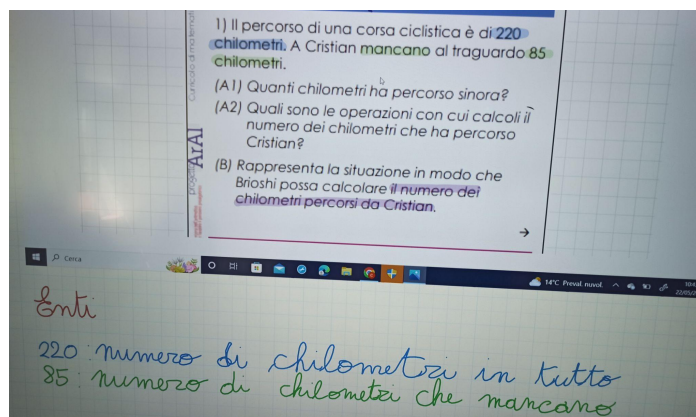 1) Il percorso di una corsa ciclistica è di 220
chilometri. A Cristian mancano al traguardo 85
chilometri.
(A1) Quanti chilometri ha percorso sinora?
(A2) Quali sono le operazioni con cui calcoli il
numero dei chilometri che ha percorso
Cristian?
(B) Rappresenta la situazione in modo che
Brioshi possa calcolare il numero dei
chilometri percorsi da Cristian.
progetto ArAl
Cerca
14°C Preval. nuvol.
Enti
220: numero di chilometri in tutto
85: numero di chilometri che mancano